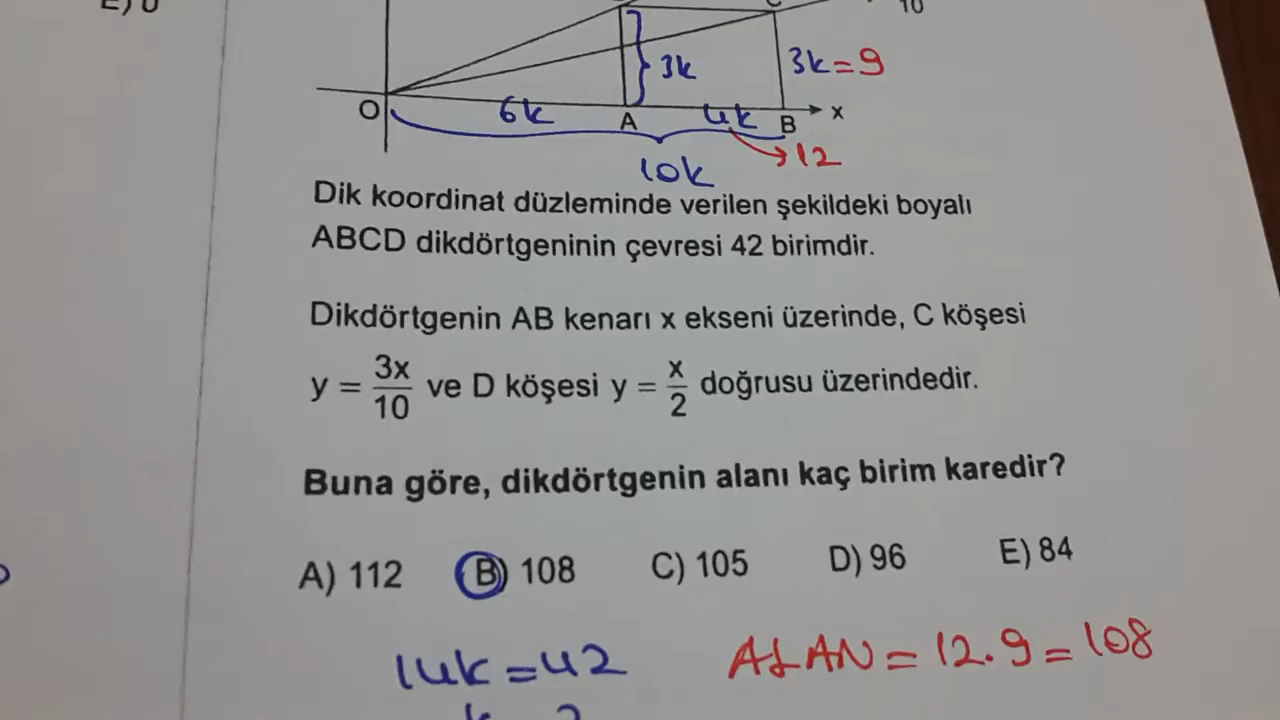 E) 0
10
3k
3k = 9
O
6k
A
4k
B
x
12
10k
Dik koordinat düzleminde verilen şekildeki boyalı
ABCD dikdörtgeninin çevresi 42 birimdir.
Dikdörtgenin AB kenarı x ekseni üzerinde, C köşesi
y = 3x/10 ve D köşesi y = x/2 doğrusu üzerindedir.
Buna göre, dikdörtgenin alanı kaç birim karedir?
A) 112 B) 108 C) 105 D) 96 E) 84
14k = 42
ALAN = 12.9 = 108